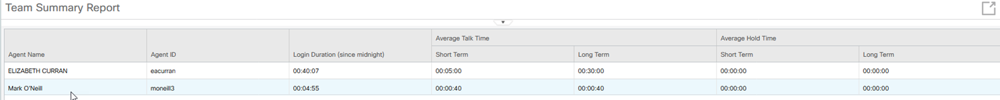 Team Summary Report
Average Talk Time Average Hold Time
Agent Name Agent ID Login Duration (since midnight) Short Term Long Term Short Term Long Term
ELIZABETH CURRAN eacurran 00:40:07 00:05:00 00:30:00 00:00:00 00:00:00
Mark O'Neill moneill3 00:04:55 00:00:40 00:00:40 00:00:00 00:00:00